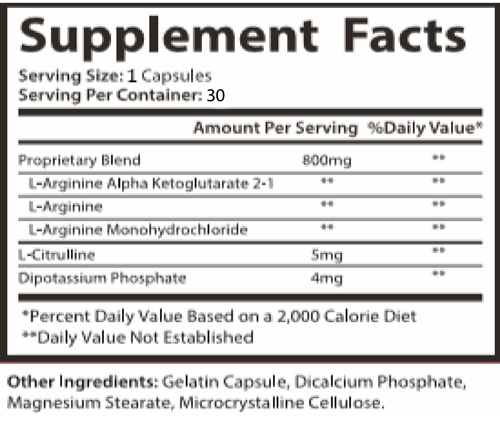 Supplement Facts
Serving Size: 1 Capsules
Serving Per Container: 30
Amount Per Serving %Daily Value*
Proprietary Blend 800mg **
L-Arginine Alpha Ketoglutarate 2-1 ** **
L-Arginine ** **
L-Arginine Monohydrochloride ** **
L-Citrulline 5mg **
Dipotassium Phosphate 4mg **
*Percent Daily Value Based on a 2,000 Calorie Diet
**Daily Value Not Established
Other Ingredients: Gelatin Capsule, Dicalcium Phosphate,
Magnesium Stearate, Microcrystalline Cellulose.